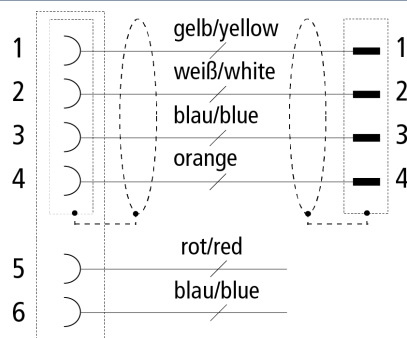 1 gelb/yellow 1
2 weiß/white 2
3 blau/blue 3
4 orange 4
5 rot/red
6 blau/blue